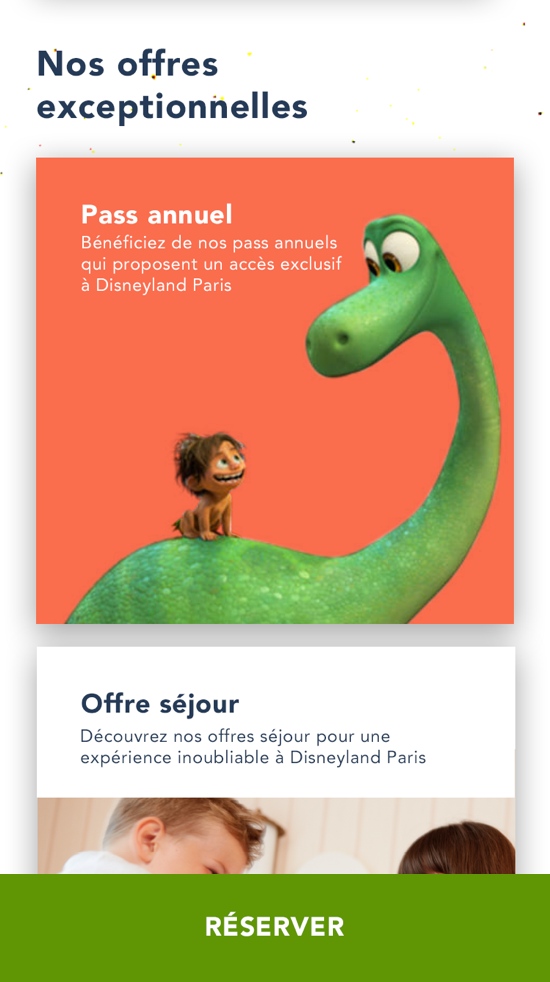 Nos offres
exceptionnelles
Pass annuel
Bénéficiez de nos pass annuels
qui proposent un accès exclusif
à Disneyland Paris
Offre séjour
Découvrez nos offres séjour pour une
expérience inoubliable à Disneyland Paris
RÉSERVER